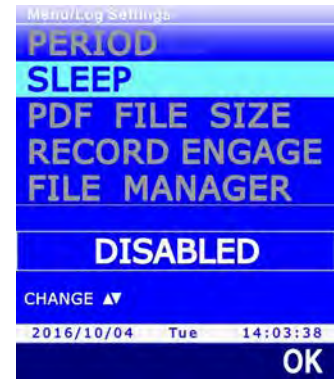 Menu/Log Settings
PERIOD
SLEEP
PDF FILE SIZE
RECORD ENGAGE
FILE MANAGER
DISABLED
CHANGE ▲▼
2016/10/04 Tue 14:03:38
OK